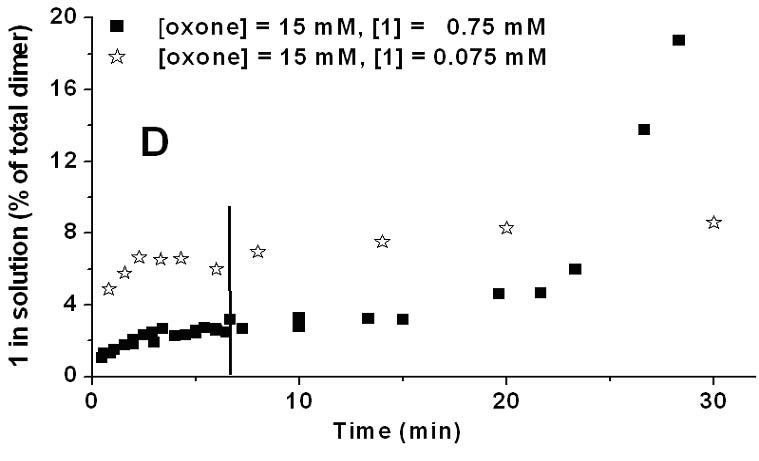 20
16
12
8
4
0
1 in solution (% of total dimer)
[oxone] = 15 mM, [1] = 0.75 mM
[oxone] = 15 mM, [1] = 0.075 mM
D
0 10 20 30
Time (min)